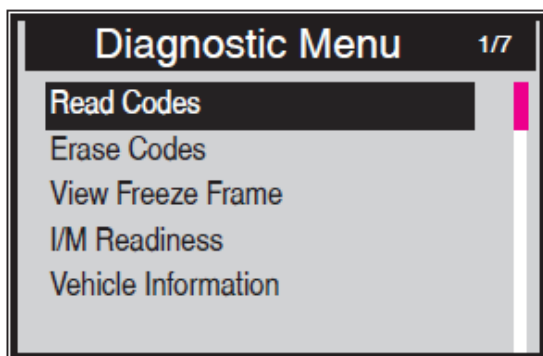 Diagnostic Menu 1/7
Read Codes
Erase Codes
View Freeze Frame
I/M Readiness
Vehicle Information